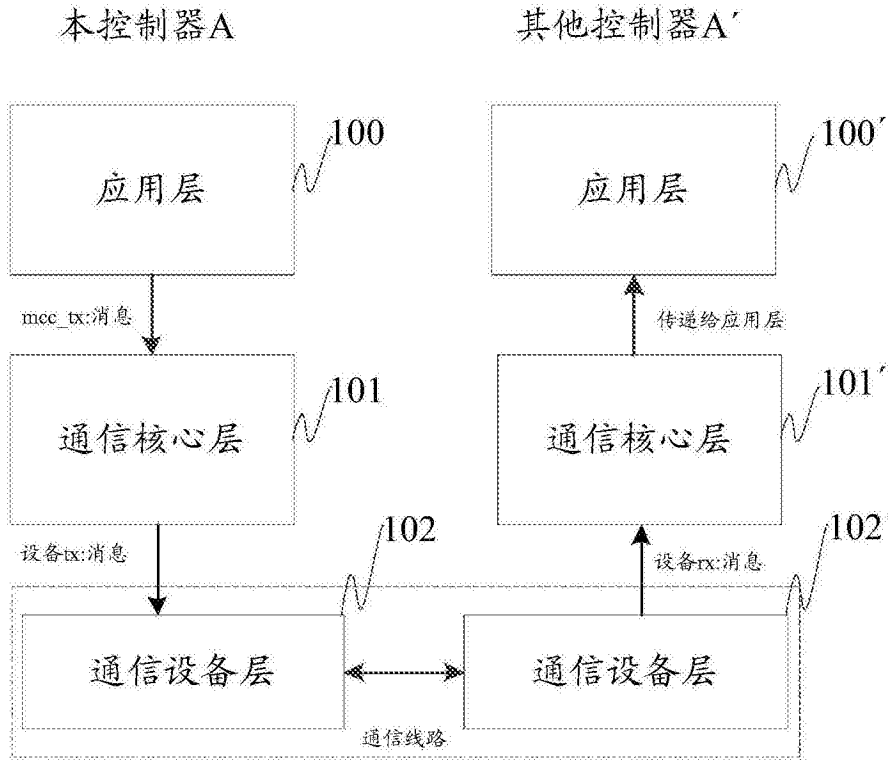 本控制器A
其他控制器A´
100
100´
应用层
应用层
mcc_tx:消息
传递给应用层
101
101´
通信核心层
通信核心层
设备tx:消息
102
设备rx:消息
102´
通信设备层
通信设备层
通信线路